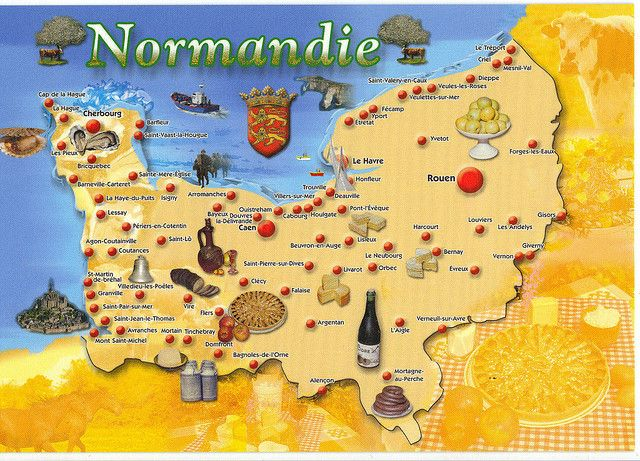 Normandie
Le Tréport
Criel
Mesnil-Val
Dieppe
Saint-Valery-en-Caux
Veules-les-Roses
Veulettes-sur-Mer
Fécamp
Yport
Étretat
Cap de la Hague
La Hague
Cherbourg
Barfleur
Saint-Vaast-la-Hougue
Les Pieux
Bricquebec
Yvetot
Forges-les-Eaux
Le Havre
Honfleur
Sainte-Mère-Église
Barneville-Carteret
Rouen
Trouville
Deauville
Villers-sur-Mer
La Haye-du-Puits
Isigny
Arromanches
Ouistreham
Cabourg
Houlgate
Pont-l'Évêque
Lessay
Bayeux
Douvres
la-Délivrande
Caen
Louviers
Les Andelys
Gisors
Périers-en-Cotentin
Harcourt
Agon-Coutainville
Saint-Lô
Coutances
Beuvron-en-Auge
Lisieux
Le Neubourg
Bernay
Giverny
Vernon
St-Martin
de-bréhal
Saint-Pierre-sur-Dives
Livarot
Orbec
Évreux
Granville
Villedieu-les-Poêles
Clécy
Falaise
Saint-Pair-sur-Mer
Vire
Flers
Saint-Jean-le-Thomas
Avranches
Mortain
Tinchebray
Argentan
L'Aigle
Verneuil-sur-Avre
Mont Saint-Michel
Domfront
Bagnoles-de-l'Orne
Alençon
Mortagne-
au-Perche